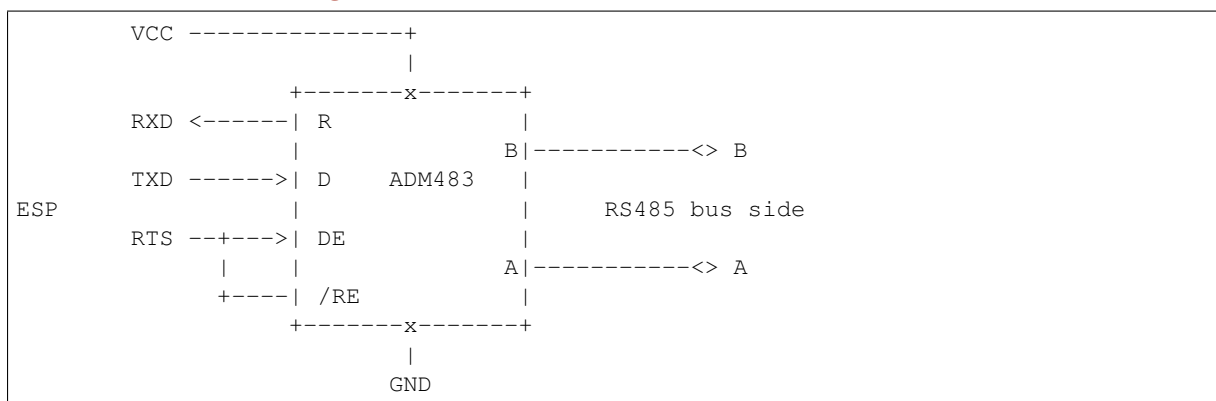 VCC ---------------+
|
+-------x-------+
RXD <------| R |
| B|-----------<> B
TXD ------>| D ADM483 |
ESP | | RS485 bus side
RTS --+--->| DE |
| | A|-----------<> A
+----| /RE |
+-------x-------+
|
GND